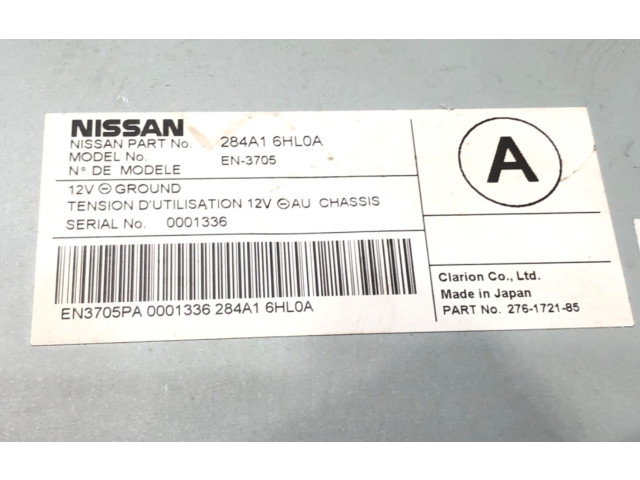 NISSAN
NISSAN PART No. 284A1 6HL0A
MODEL No. EN-3705
N° DE MODELE
12V ⊖ GROUND
TENSION D'UTILISATION 12V ⊖ AU CHASSIS
SERIAL No. 0001336
EN3705PA 0001336 284A1 6HL0A
A
Clarion Co., Ltd.
Made in Japan
PART No. 276-1721-85